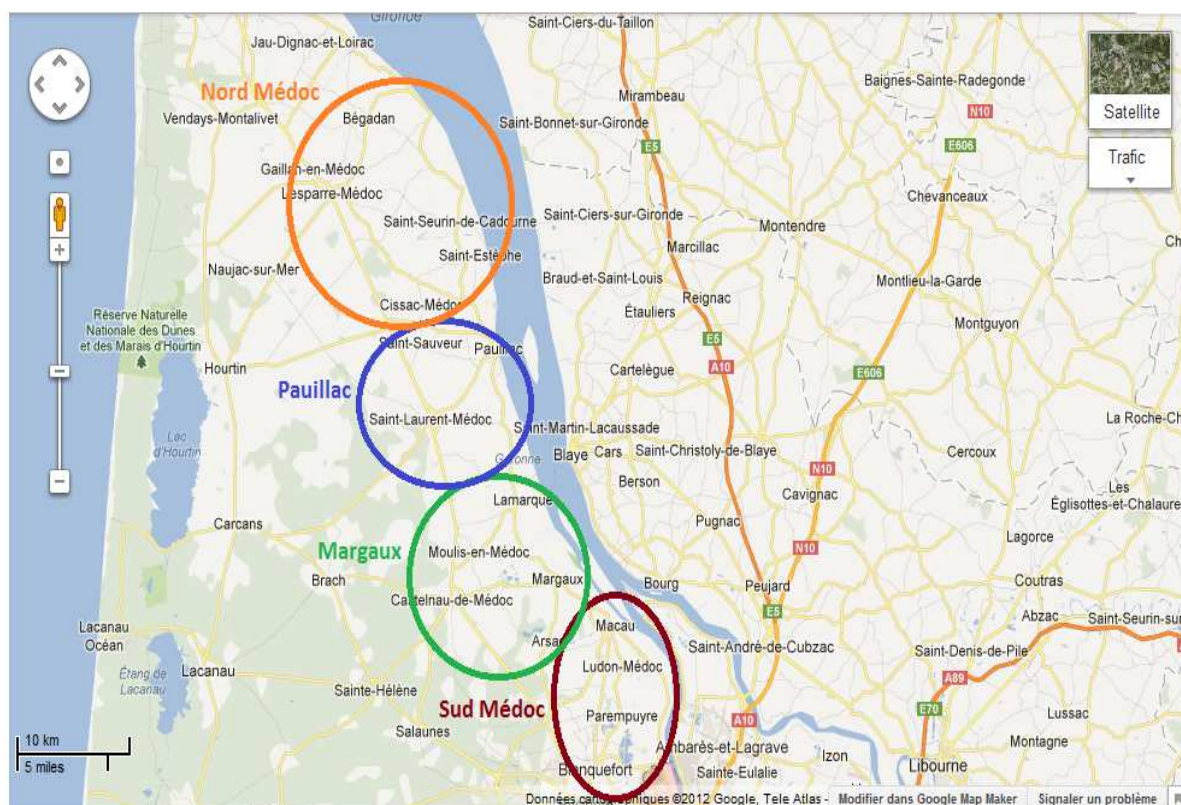 Gironde
Saint-Ciers-du-Taillon
Jau-Dignac-et-Loirac
Baignes-Sainte-Radegonde
Nord Médoc
Mirambeau
N10
Satellite
Vendays-Montalivet
Bégadan
Saint-Bonnet-sur-Gironde
E5
E606
Trafic
Gaillan-en-Médoc
Lesparre-Médoc
Chevanceaux
Saint-Seurin-de-Cadourne
Saint-Ciers-sur-Gironde
Montendre
Marcillac
Saint-Estèphe
Ch
Naujac-sur-Mer
Braud-et-Saint-Louis
Montlieu-la-Garde
Cissac-Médoc
Reignac
Étauliers
Montguyon
Réserve Naturelle
Nationale des Dunes
et des Marais d'Hourtin
Saint-Sauveur
Pauillac
E5
Hourtin
Cartelègue
A10
E606
Pauillac
Saint-Laurent-Médoc
Saint-Martin-Lacaussade
La Roche-Ch
Lac
d'Hourtin
Gironne
Blaye
Cars
Saint-Christoly-de-Blaye
Cercoux
N10
Berson
Cavignac
Les
Églisottes-et-Chalaure
Lamarque
Carcans
Pugnac
Lagorce
Margaux
Moulis-en-Médoc
N10
Brach
Margaux
Bourg
Peujard
Coutras
Castelnau-de-Médoc
E5
Abzac
Saint-Seurin-sur
Lacanau
Océan
Macau
Arsac
Saint-André-de-Cubzac
Saint-Denis-de-Pile
Étang de
Lacanau
Lacanau
Ludon-Médoc
A89
Sainte-Hélène
Sud Médoc
Parempuyre
A10
E70
Lussac
Salaunes
10 km
5 miles
Ambarès-et-Lagrave
Izon
Montagne
Blanquefort
Sainte-Eulalie
Libourne
Données cartographiques ©2012 Google, Tele Atlas - Modifier dans Google Map Maker Signaler un problème